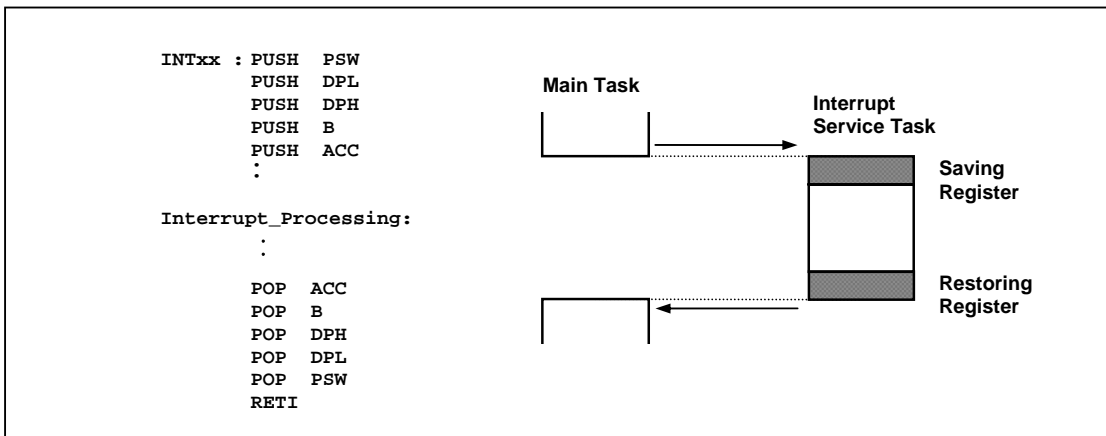 INTxx : PUSH PSW
PUSH DPL
PUSH DPH
PUSH B
PUSH ACC
:
Interrupt_Processing:
.
.
POP ACC
POP B
POP DPH
POP DPL
POP PSW
RETI
Main Task
Interrupt
Service Task
Saving
Register
Restoring
Register